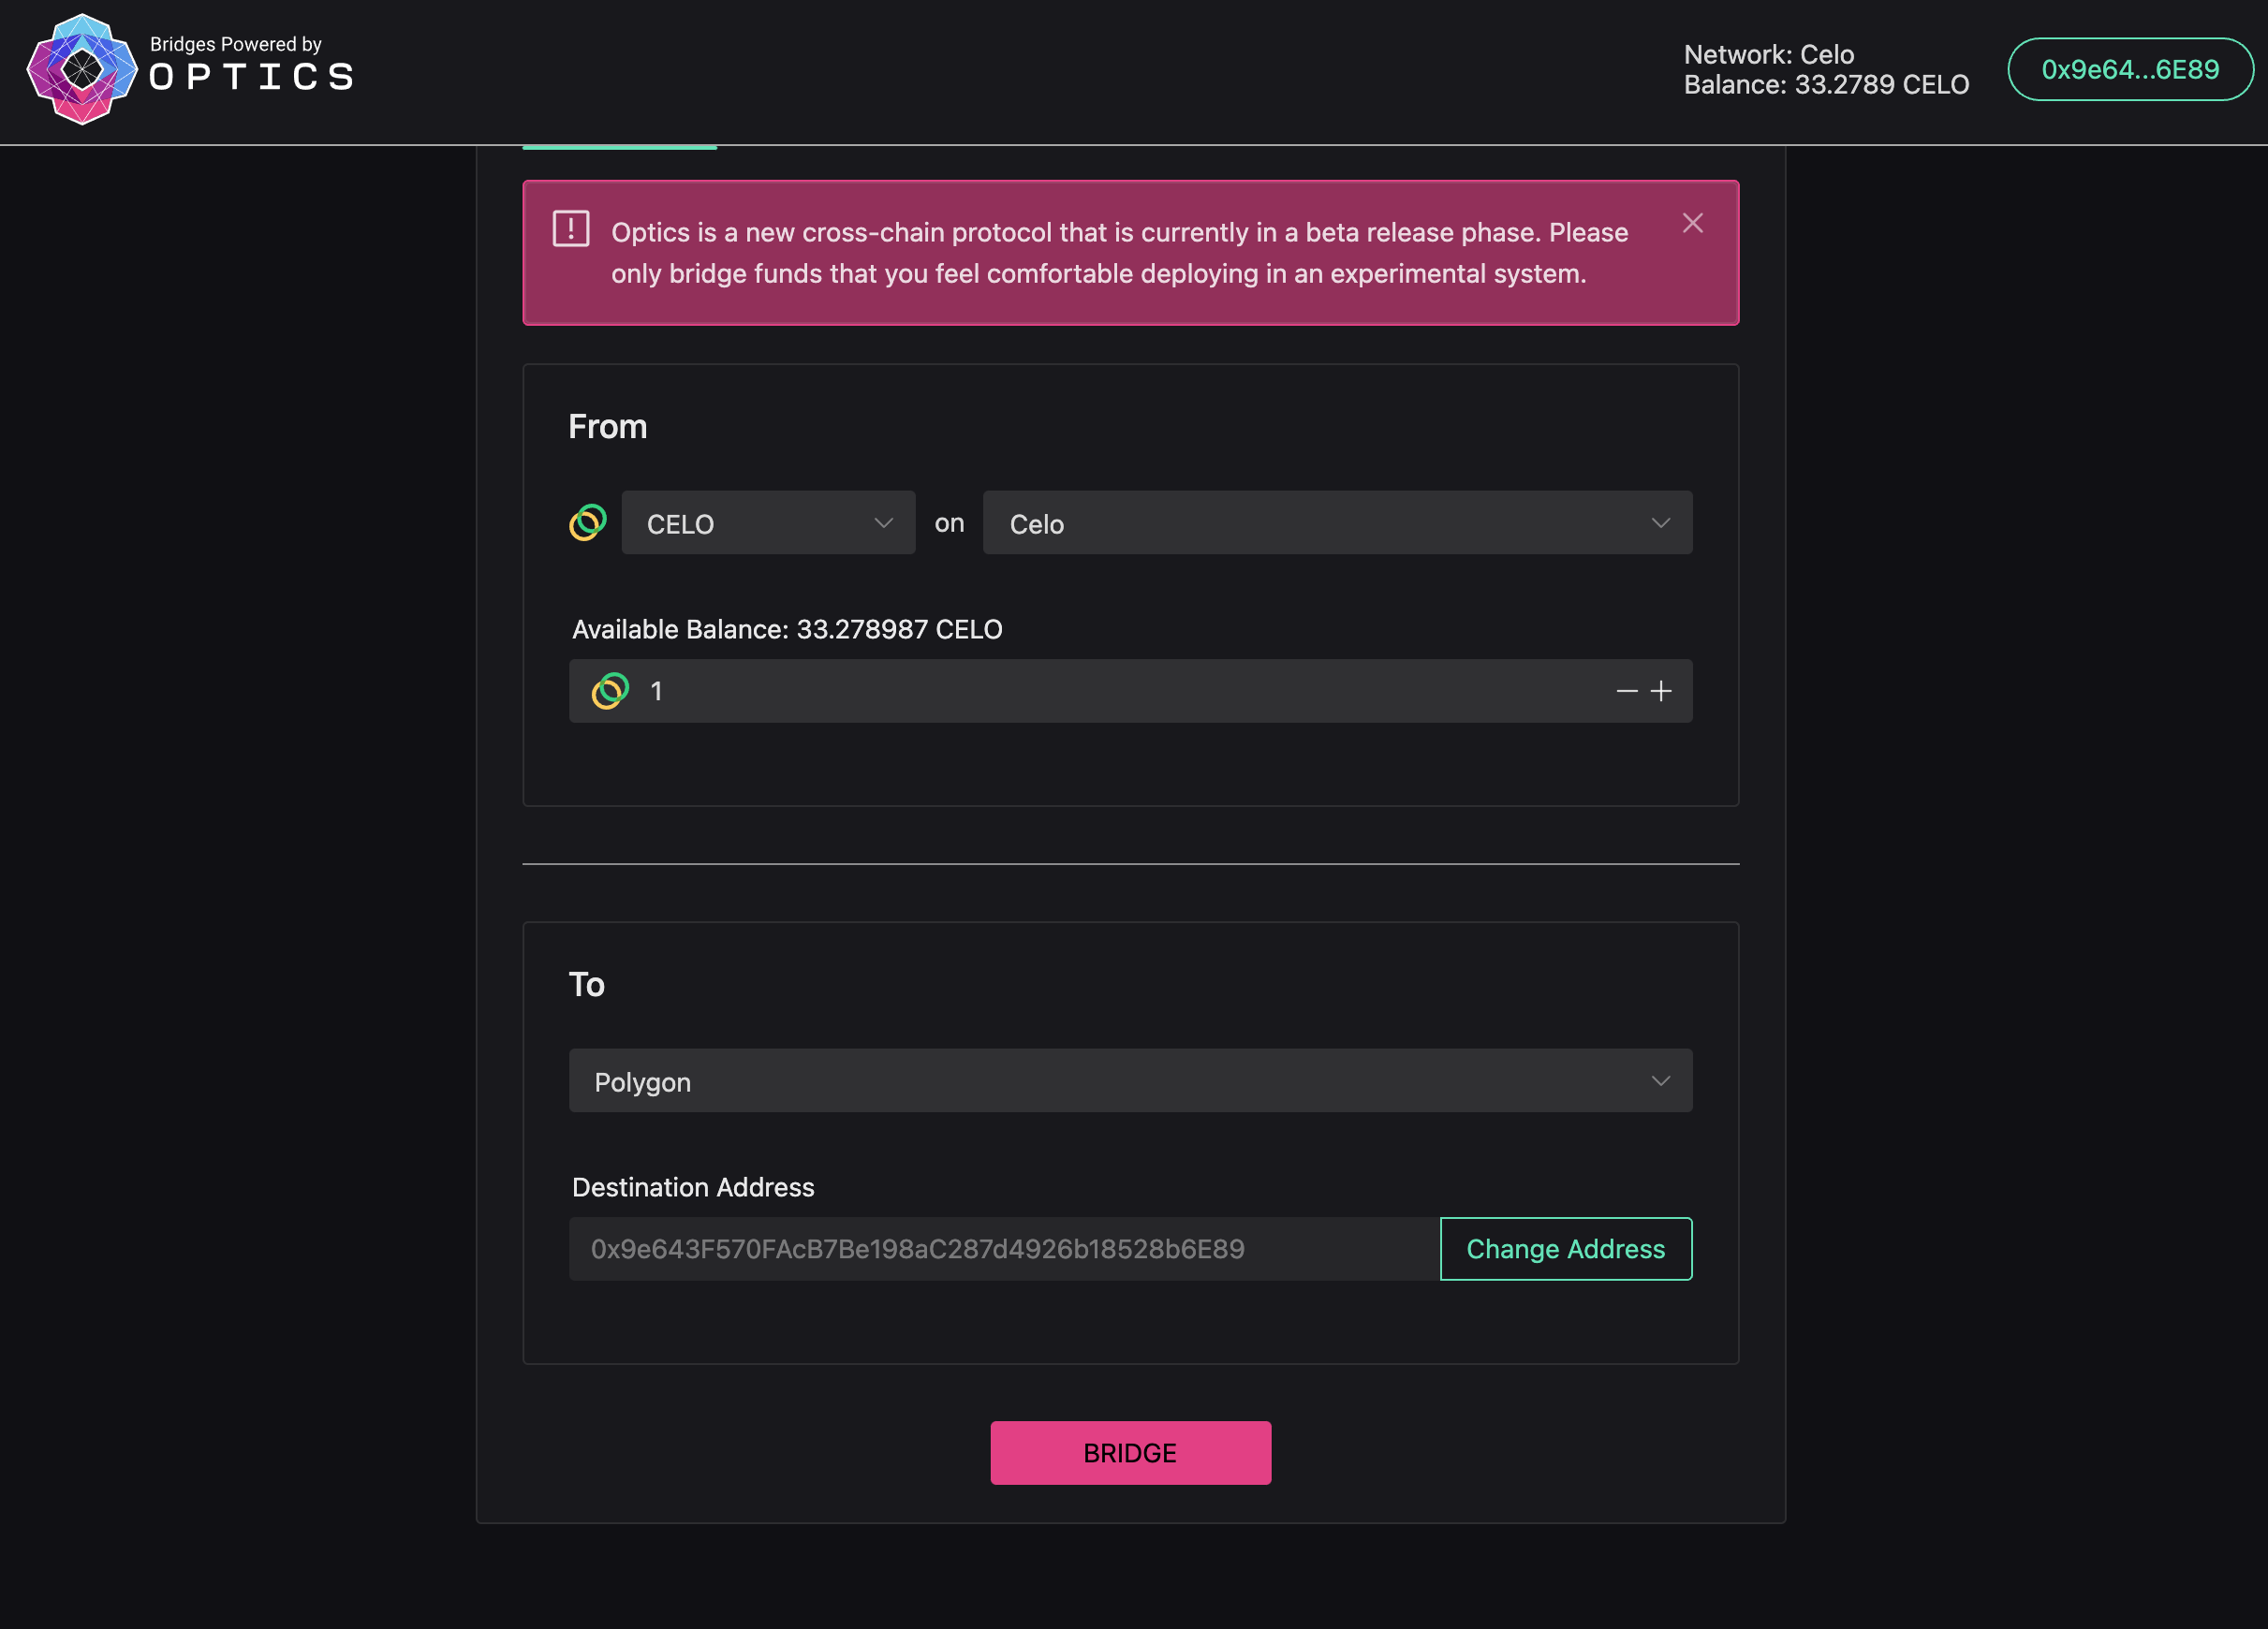 Bridges Powered by
OPTICS
Network: Celo
Balance: 33.2789 CELO
0x9e64...6E89
Optics is a new cross-chain protocol that is currently in a beta release phase. Please
only bridge funds that you feel comfortable deploying in an experimental system.
From
CELO on Celo
Available Balance: 33.278987 CELO
1
To
Polygon
Destination Address
0x9e643F570FAcB7Be198aC287d4926b18528b6E89
Change Address
BRIDGE